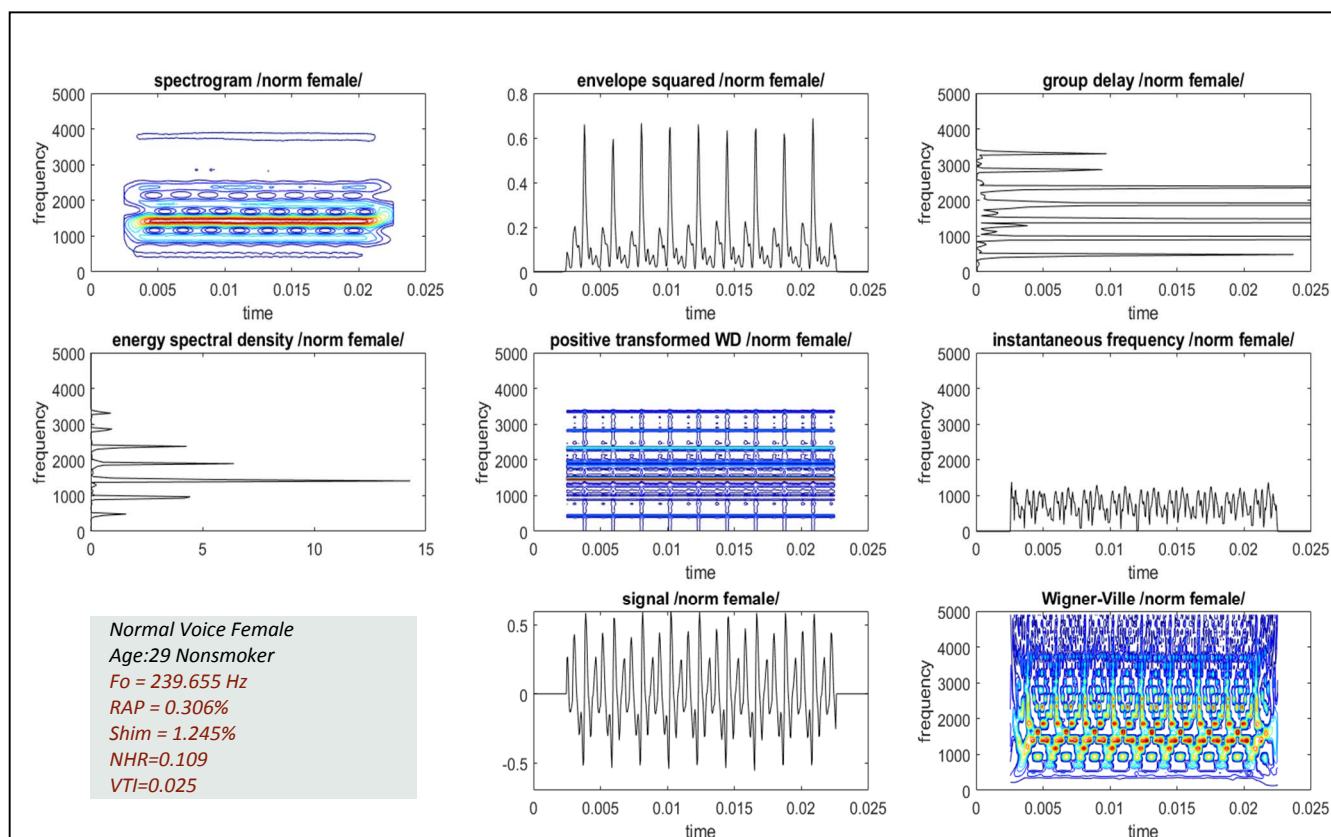 spectrogram /norm female/
5000
4000
3000
2000
1000
0
frequency
0 0.005 0.01 0.015 0.02 0.025
time
envelope squared /norm female/
0.8
0.6
0.4
0.2
0
0 0.005 0.01 0.015 0.02 0.025
time
group delay /norm female/
5000
4000
3000
2000
1000
0
frequency
0 0.005 0.01 0.015 0.02 0.025
time
energy spectral density /norm female/
5000
4000
3000
2000
1000
0
frequency
0 5 10 15
positive transformed WD /norm female/
5000
4000
3000
2000
1000
0
frequency
0 0.005 0.01 0.015 0.02 0.025
time
instantaneous frequency /norm female/
5000
4000
3000
2000
1000
0
frequency
0 0.005 0.01 0.015 0.02 0.025
time
Normal Voice Female
Age:29 Nonsmoker
Fo = 239.655 Hz
RAP = 0.306%
Shim = 1.245%
NHR=0.109
VTI=0.025
signal /norm female/
0.5
0
-0.5
0 0.005 0.01 0.015 0.02 0.025
time
Wigner-Ville /norm female/
5000
4000
3000
2000
1000
0
frequency
0 0.005 0.01 0.015 0.02 0.025
time